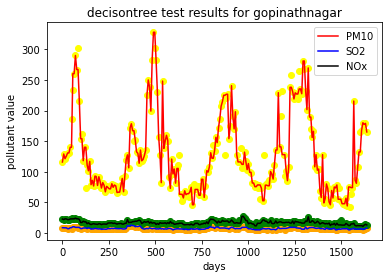 decisontree test results for gopinathnagar
PM10
SO2
NOx
300
250
200
150
100
50
0
pollutant value
0 250 500 750 1000 1250 1500
days